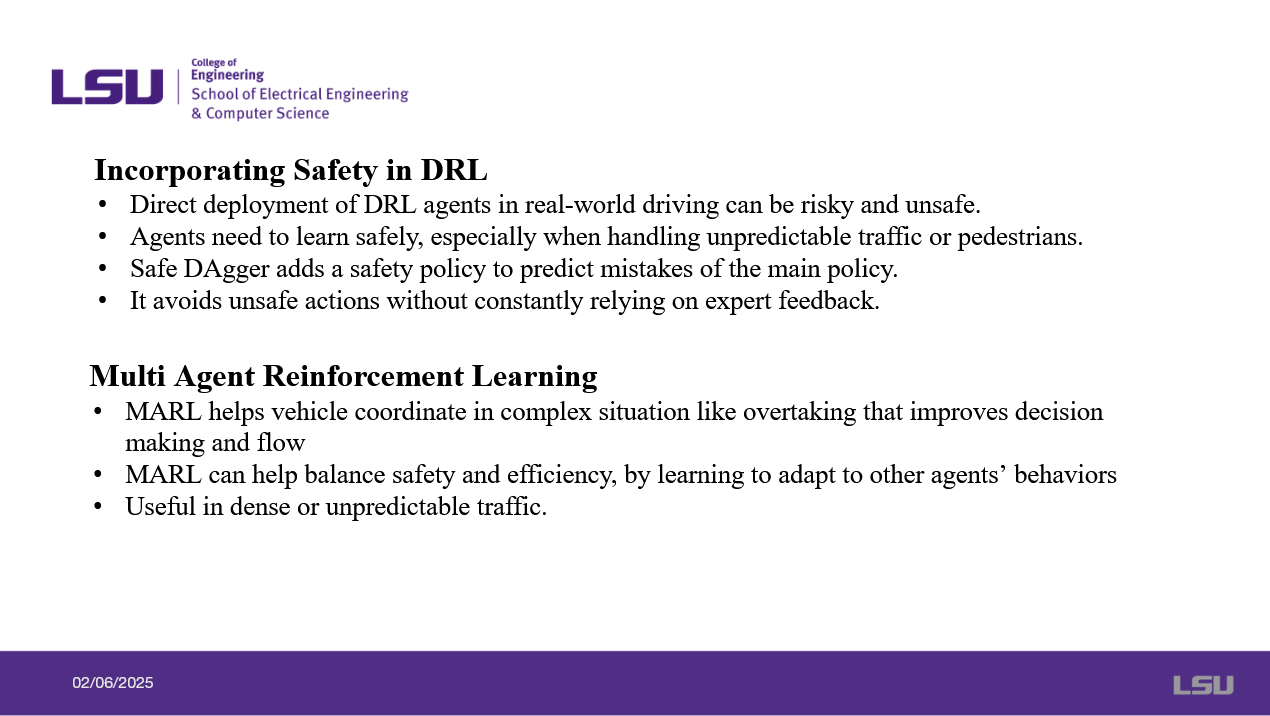 LSU
College of
Engineering
School of Electrical Engineering
& Computer Science
Incorporating Safety in DRL
• Direct deployment of DRL agents in real-world driving can be risky and unsafe.
• Agents need to learn safely, especially when handling unpredictable traffic or pedestrians.
• Safe DAgger adds a safety policy to predict mistakes of the main policy.
• It avoids unsafe actions without constantly relying on expert feedback.
Multi Agent Reinforcement Learning
• MARL helps vehicle coordinate in complex situation like overtaking that improves decision
making and flow
• MARL can help balance safety and efficiency, by learning to adapt to other agents’ behaviors
• Useful in dense or unpredictable traffic.
02/06/2025
LSU